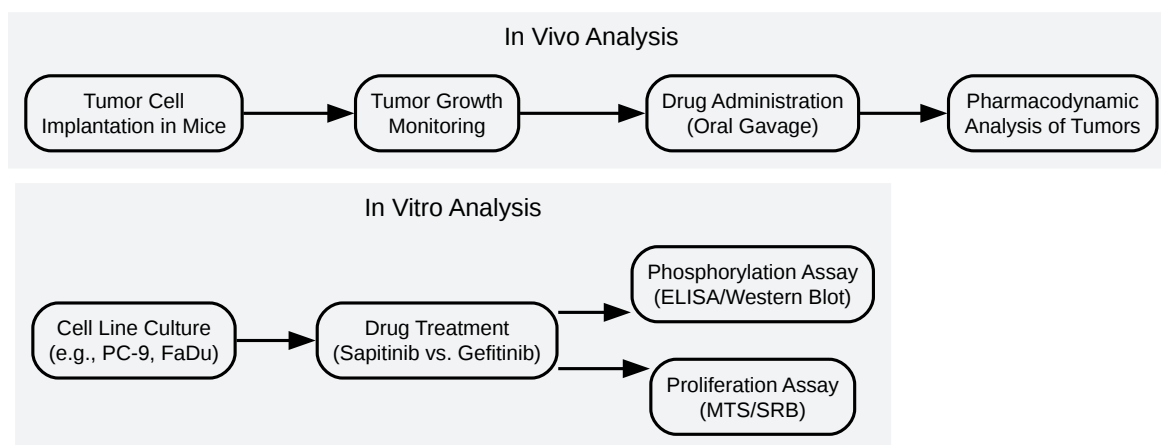 In Vivo Analysis
Tumor Cell
Implantation in Mice
Tumor Growth
Monitoring
Drug Administration
(Oral Gavage)
Pharmacodynamic
Analysis of Tumors
In Vitro Analysis
Cell Line Culture
(e.g., PC-9, FaDu)
Drug Treatment
(Sapitinib vs. Gefitinib)
Phosphorylation Assay
(ELISA/Western Blot)
Proliferation Assay
(MTS/SRB)